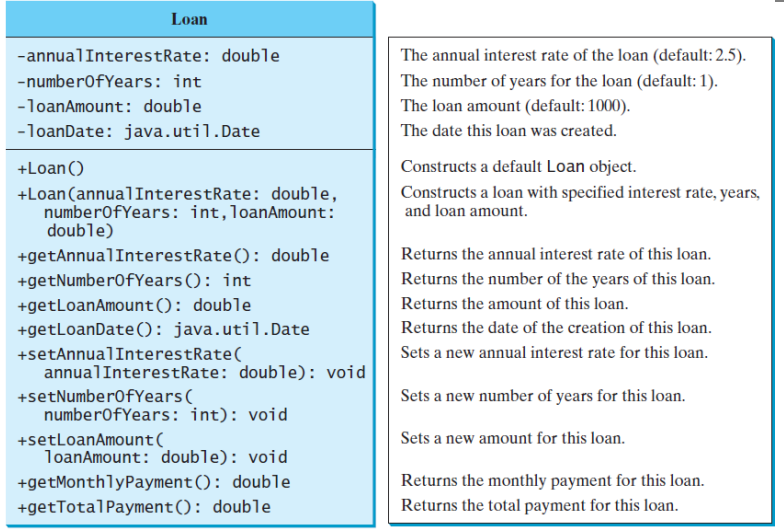 Loan
-annualInterestRate: double
-numberOfYears: int
-loanAmount: double
-loanDate: java.util.Date
The annual interest rate of the loan (default: 2.5).
The number of years for the loan (default: 1).
The loan amount (default: 1000).
The date this loan was created.
+Loan()
+Loan(annualInterestRate: double,
numberOfYears: int,loanAmount:
double)
+getAnnualInterestRate(): double
+getNumberOfYears(): int
+getLoanAmount(): double
+getLoanDate(): java.util.Date
+setAnnualInterestRate(
annualInterestRate: double): void
+setNumberOfYears(
numberOfYears: int): void
+setLoanAmount(
loanAmount: double): void
+getMonthlyPayment(): double
+getTotalPayment(): double
Constructs a default Loan object.
Constructs a loan with specified interest rate, years,
and loan amount.
Returns the annual interest rate of this loan.
Returns the number of the years of this loan.
Returns the amount of this loan.
Returns the date of the creation of this loan.
Sets a new annual interest rate for this loan.
Sets a new number of years for this loan.
Sets a new amount for this loan.
Returns the monthly payment for this loan.
Returns the total payment for this loan.